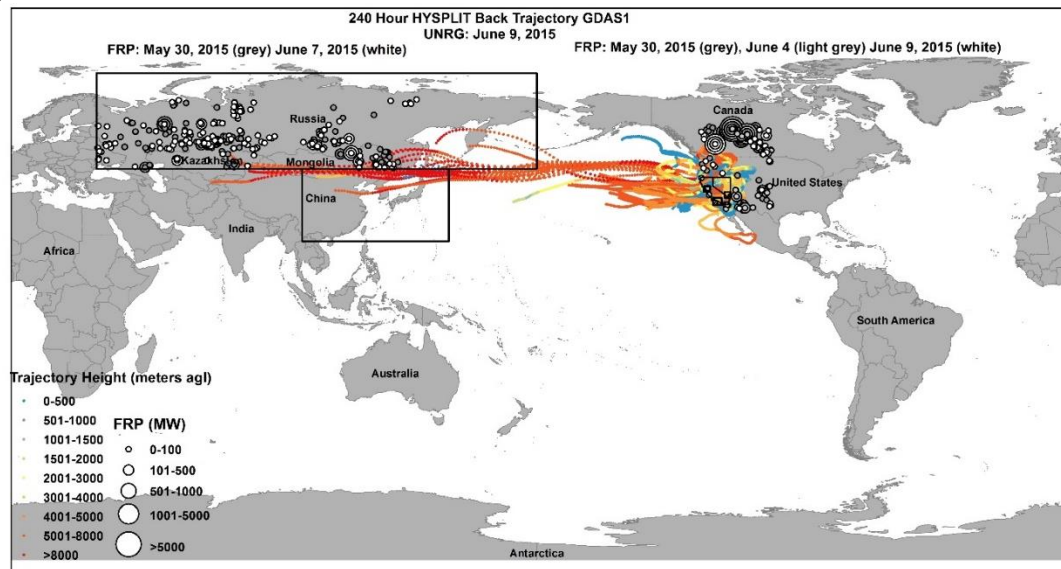 240 Hour HYSPLIT Back Trajectory GDAS1
UNRG: June 9, 2015
FRP: May 30, 2015 (grey) June 7, 2015 (white)
FRP: May 30, 2015 (grey), June 4 (light grey) June 9, 2015 (white)
Russia
Canada
Kazakhstan
Mongolia
United States
China
India
Africa
South America
Australia
Antarctica
Trajectory Height (meters agl)
0-500
501-1000
1001-1500
1501-2000
2001-3000
3001-4000
4001-5000
5001-8000
>8000
FRP (MW)
0-100
101-500
501-1000
1001-5000
>5000